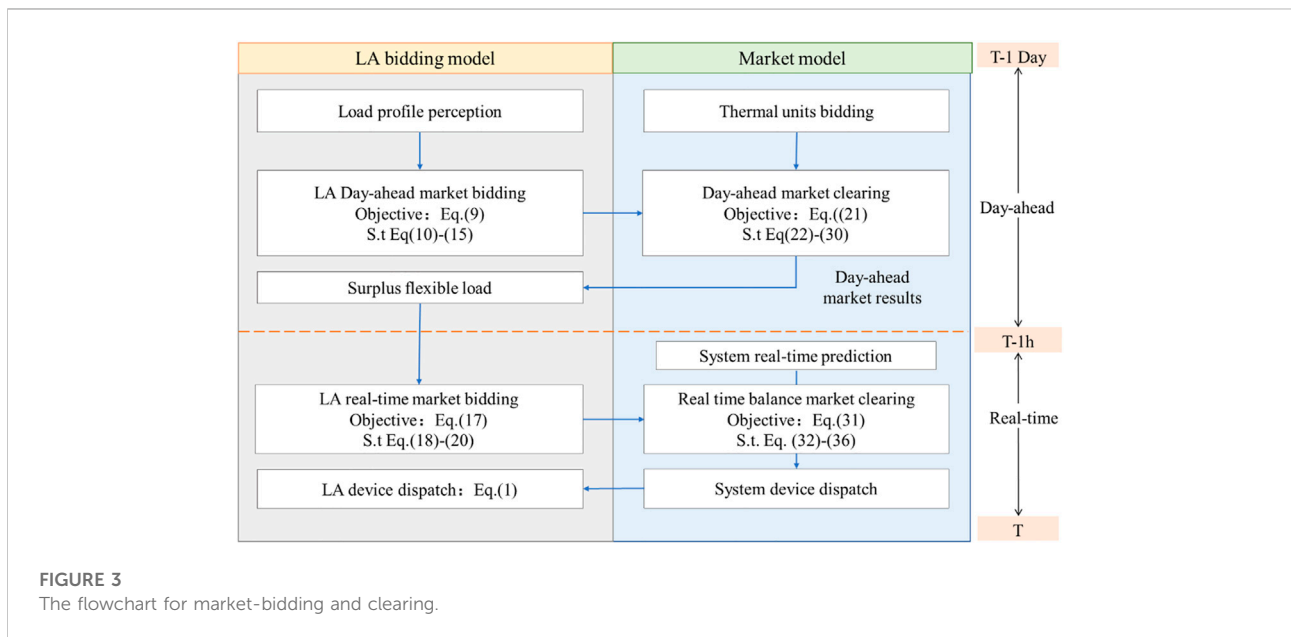 LA bidding model
Market model
T-1 Day
Load profile perception
Thermal units bidding
LA Day-ahead market bidding
Objective：Eq.(9)
S.t Eq(10)-(15)
Day-ahead market clearing
Objective：Eq.((21)
S.t Eq(22)-(30)
Day-ahead
Surplus flexible load
Day-ahead
market results
T-1h
System real-time prediction
LA real-time market bidding
Objective：Eq.(17)
S.t Eq.(18)-(20)
Real time balance market clearing
Objective：Eq.(31)
S.t. Eq. (32)-(36)
Real-time
LA device dispatch：Eq.(1)
System device dispatch
T
FIGURE 3
The flowchart for market-bidding and clearing.